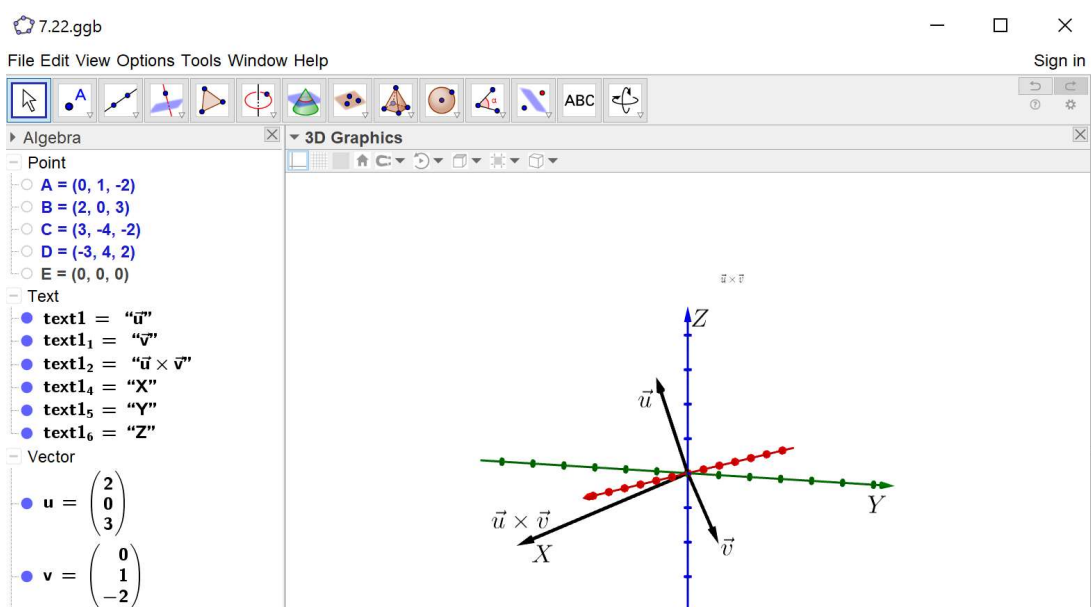 7.22.ggb
File Edit View Options Tools Window Help
Sign in
A
α
ABC
Algebra
3D Graphics
Point
A = (0, 1, -2)
B = (2, 0, 3)
C = (3, -4, -2)
D = (-3, 4, 2)
E = (0, 0, 0)
Text
text1 = “u⃗”
text1₁ = “v⃗”
text1₂ = “u⃗ × v⃗”
text1₄ = “X”
text1₅ = “Y”
text1₆ = “Z”
Vector
u = (2 0 3)
v = (0 1 −2)
u⃗ × v⃗
Z
u⃗
Y
u⃗ × v⃗
X
v⃗